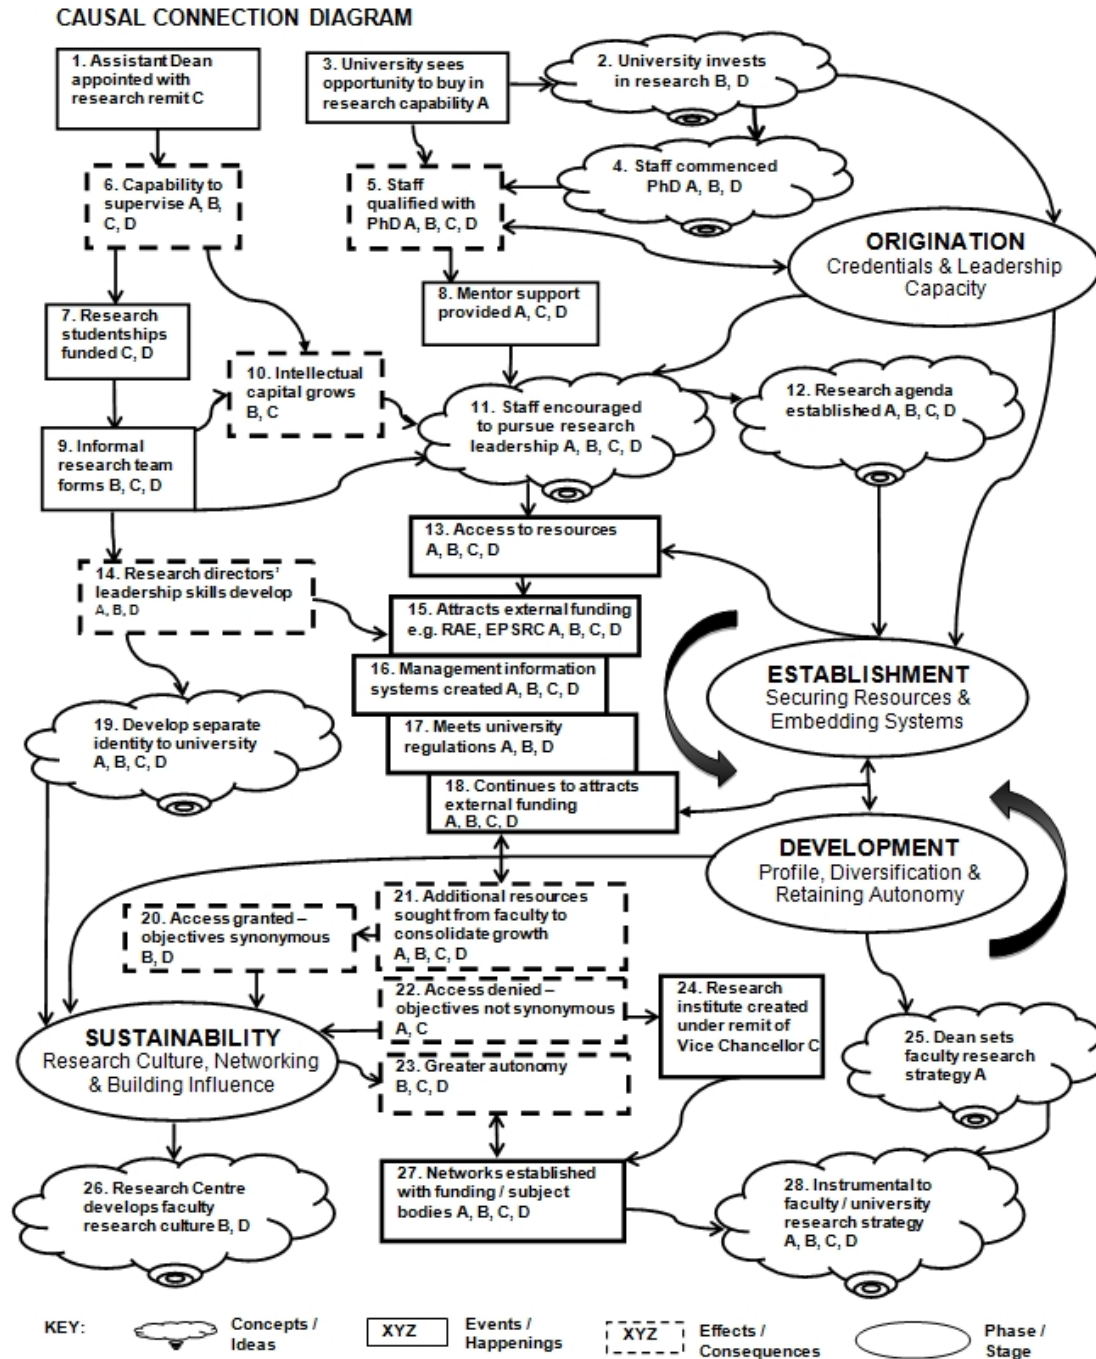 CAUSAL CONNECTION DIAGRAM
1. Assistant Dean
appointed with
research remit C
3. University sees
opportunity to buy in
research capability A
2. University invests
in research B, D
4. Staff commenced
PhD A, B, D
6. Capability to
supervise A, B,
C, D
5. Staff
qualified with
PhD A, B, C, D
ORIGINATION
Credentials & Leadership
Capacity
7. Research
studentships
funded C, D
8. Mentor support
provided A, C, D
10. Intellectual
capital grows
B, C
11. Staff encouraged
to pursue research
leadership A, B, C, D
12. Research agenda
established A, B, C, D
9. Informal
research team
forms B, C, D
13. Access to resources
A, B, C, D
14. Research directors'
leadership skills develop
A, B, D
15. Attracts external funding
e.g. RAE, EPSRC A, B, C, D
16. Management information
systems created A, B, C, D
17. Meets university
regulations A, B, D
18. Continues to attracts
external funding
A, B, C, D
ESTABLISHMENT
Securing Resources &
Embedding Systems
19. Develop separate
identity to university
A, B, C, D
DEVELOPMENT
Profile, Diversification &
Retaining Autonomy
20. Access granted –
objectives synonymous
B, D
21. Additional resources
sought from faculty to
consolidate growth
A, B, C, D
22. Access denied –
objectives not synonymous
A, C
23. Greater autonomy
B, C, D
24. Research
institute created
under remit of
Vice Chancellor C
SUSTAINABILITY
Research Culture, Networking
& Building Influence
25. Dean sets
faculty research
strategy A
26. Research Centre
develops faculty
research culture B, D
27. Networks established
with funding / subject
bodies A, B, C, D
28. Instrumental to
faculty / university
research strategy
A, B, C, D
KEY:
Concepts /
Ideas
XYZ
Events /
Happenings
XYZ
Effects /
Consequences
Phase /
Stage